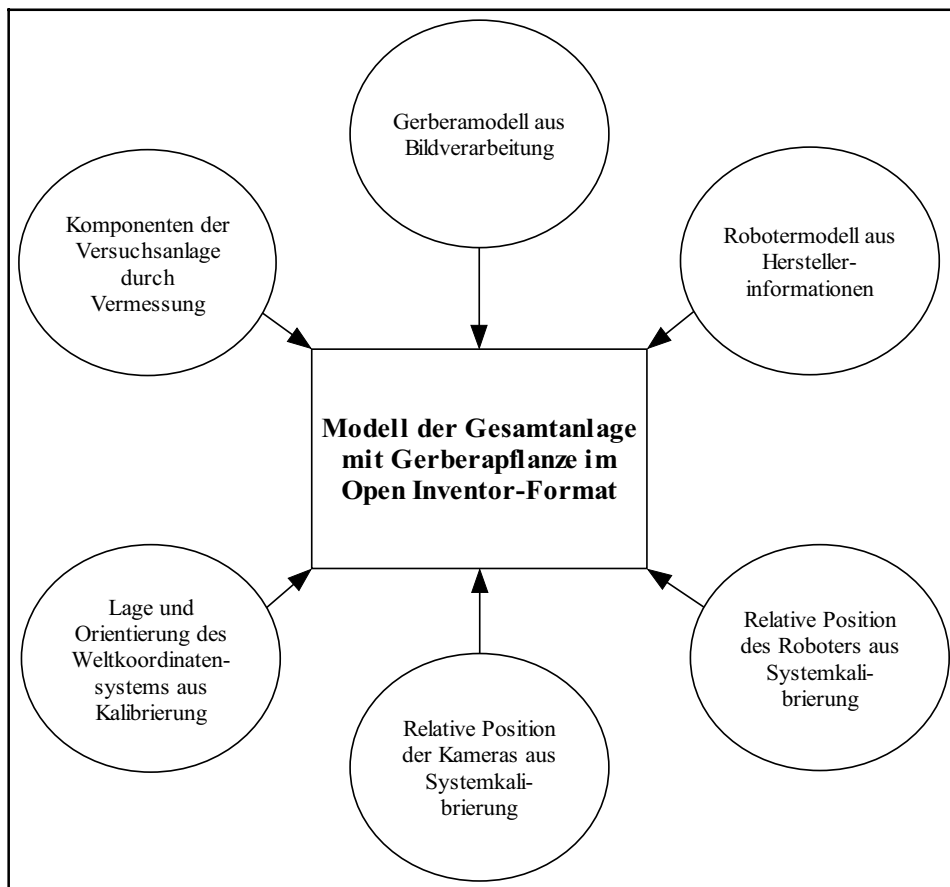 Gerberamodell aus
Bildverarbeitung
Komponenten der
Versuchsanlage
durch
Vermessung
Robotermodell aus
Hersteller-
informationen
Modell der Gesamtanlage
mit Gerberapflanze im
Open Inventor-Format
Lage und
Orientierung des
Weltkoordinaten-
systems aus
Kalibrierung
Relative Position
der Kameras aus
Systemkali-
brierung
Relative Position
des Roboters aus
Systemkali-
brierung